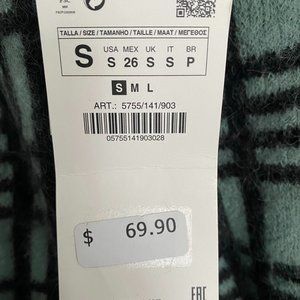 TALLA / SIZE / TAMANHO / TAILLE / MAAT / ΜΕΓΕΘΟΣ
S
USA MEX UK IT BR
S 26 S S P
S M L
ART.: 5755/141/903
05755141903028
$ 69.90
EAC